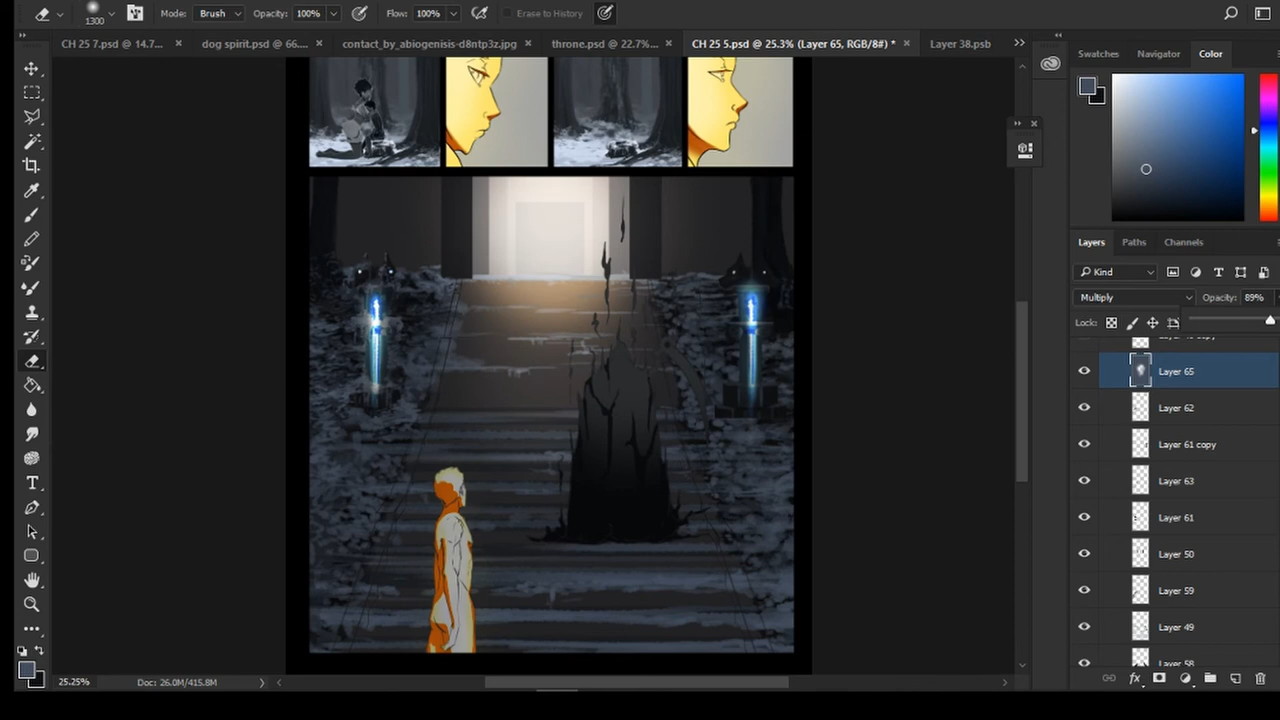 1300 Mode: Brush Opacity: 100% Flow: 100% Erase to History
CH 25 7.psd @ 14.7... × dog spirit.psd @ 66.... × contact_by_abiogenisis-d8ntp3z.jpg × throne.psd @ 22.7%... × CH 25 5.psd @ 25.3% (Layer 65, RGB/8#) * × Layer 38.psb
Swatches Navigator Color
Layers Paths Channels
Kind
Multiply Opacity: 89%
Lock:
Layer 65
Layer 62
Layer 61 copy
Layer 63
Layer 61
Layer 50
Layer 59
Layer 49
Layer 58
25.25% Doc: 26.0M/415.8M